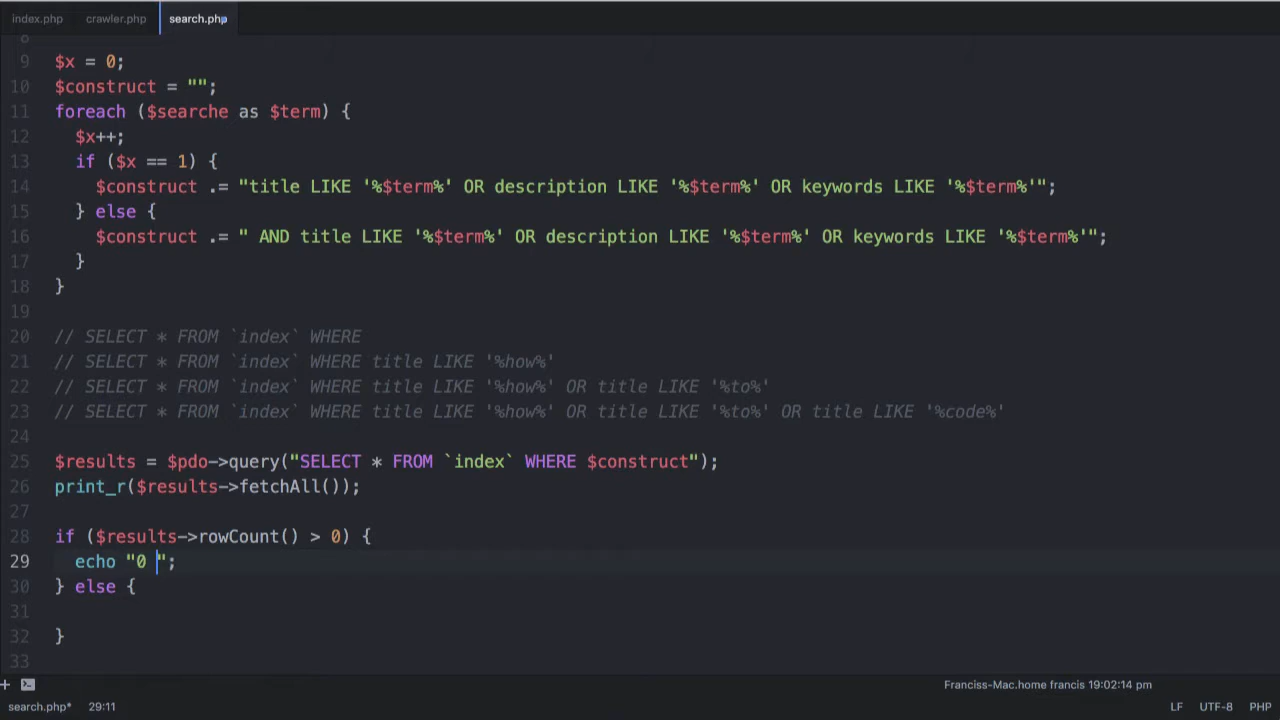 index.php crawler.php search.php
8
9 $x = 0;
10 $construct = "";
11 foreach ($searche as $term) {
12 $x++;
13 if ($x == 1) {
14 $construct .= "title LIKE '%$term%' OR description LIKE '%$term%' OR keywords LIKE '%$term%'";
15 } else {
16 $construct .= " AND title LIKE '%$term%' OR description LIKE '%$term%' OR keywords LIKE '%$term%'";
17 }
18 }
19
20 // SELECT * FROM `index` WHERE
21 // SELECT * FROM `index` WHERE title LIKE '%how%'
22 // SELECT * FROM `index` WHERE title LIKE '%how%' OR title LIKE '%to%'
23 // SELECT * FROM `index` WHERE title LIKE '%how%' OR title LIKE '%to%' OR title LIKE '%code%'
24
25 $results = $pdo->query("SELECT * FROM `index` WHERE $construct");
26 print_r($results->fetchAll());
27
28 if ($results->rowCount() > 0) {
29 echo "0 ";
30 } else {
31
32 }
33
+ Franciss-Mac.home francis 19:02:14 pm
search.php* 29:11 LF UTF-8 PHP